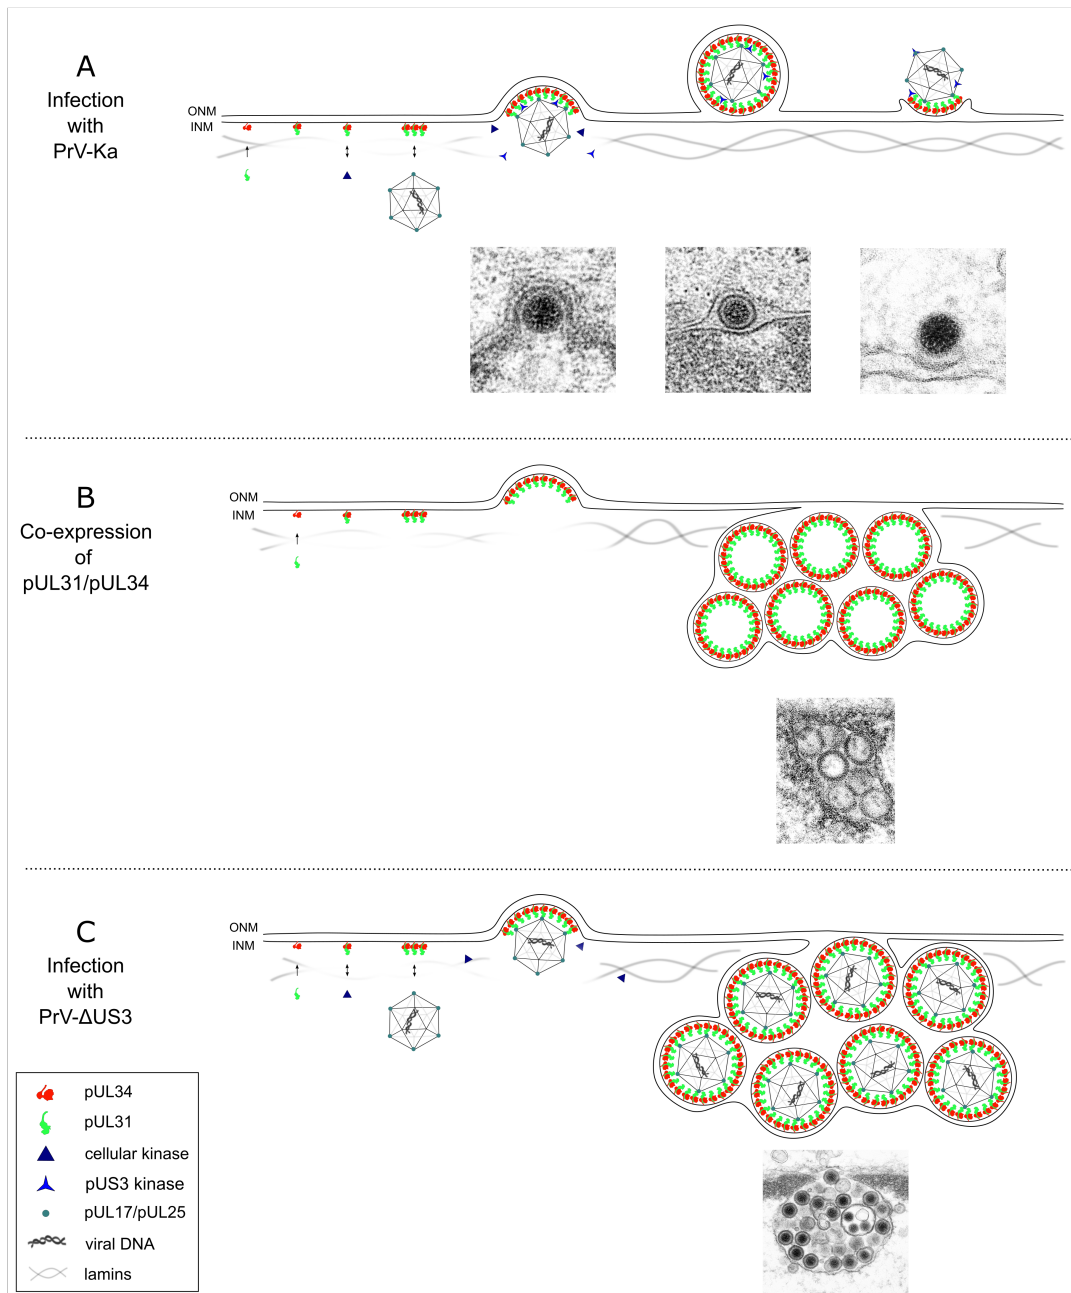 A
Infection
with
PrV-Ka
ONM
INM
B
Co-expression
of
pUL31/pUL34
ONM
INM
C
Infection
with
PrV-ΔUS3
ONM
INM
pUL34
pUL31
cellular kinase
pUS3 kinase
pUL17/pUL25
viral DNA
lamins